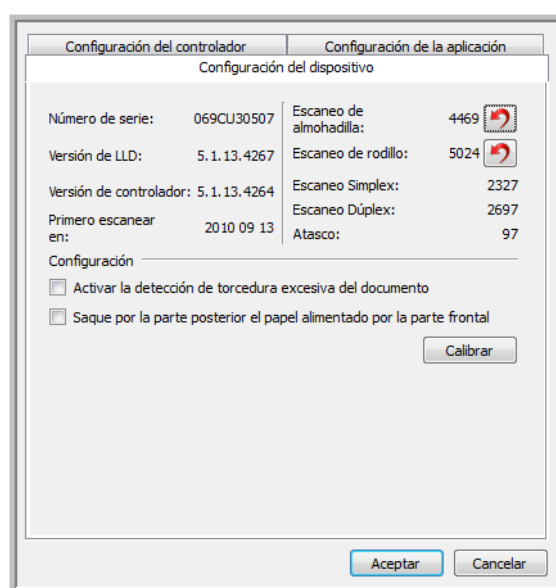 Configuración del controlador
Configuración de la aplicación
Configuración del dispositivo
Número de serie: 069CU30507
Versión de LLD: 5.1.13.4267
Versión de controlador: 5.1.13.4264
Primero escanear
en: 2010 09 13
Escaneo de
almohadilla: 4469
Escaneo de rodillo: 5024
Escaneo Simplex: 2327
Escaneo Dúplex: 2697
Atasco: 97
Configuración
Activar la detección de torcedura excesiva del documento
Saque por la parte posterior el papel alimentado por la parte frontal
Calibrar
Aceptar
Cancelar